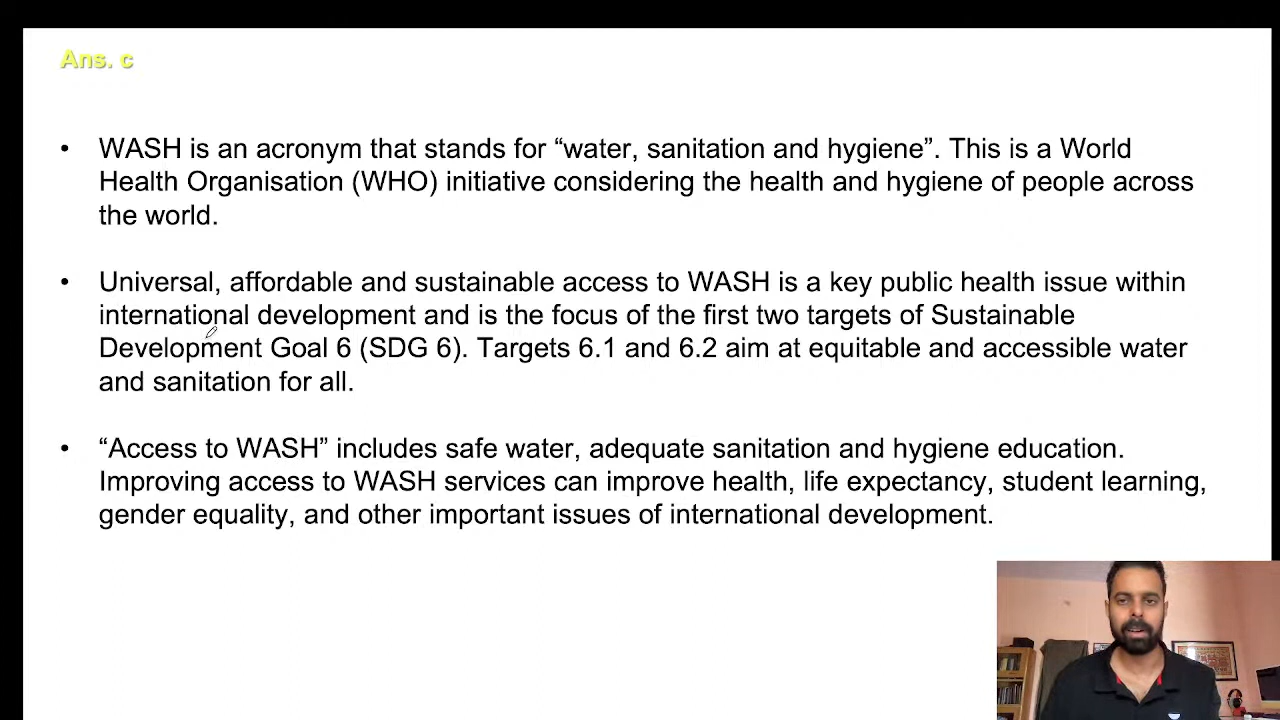 Ans. c
• WASH is an acronym that stands for “water, sanitation and hygiene”. This is a World
Health Organisation (WHO) initiative considering the health and hygiene of people across
the world.
• Universal, affordable and sustainable access to WASH is a key public health issue within
international development and is the focus of the first two targets of Sustainable
Development Goal 6 (SDG 6). Targets 6.1 and 6.2 aim at equitable and accessible water
and sanitation for all.
• “Access to WASH” includes safe water, adequate sanitation and hygiene education.
Improving access to WASH services can improve health, life expectancy, student learning,
gender equality, and other important issues of international development.